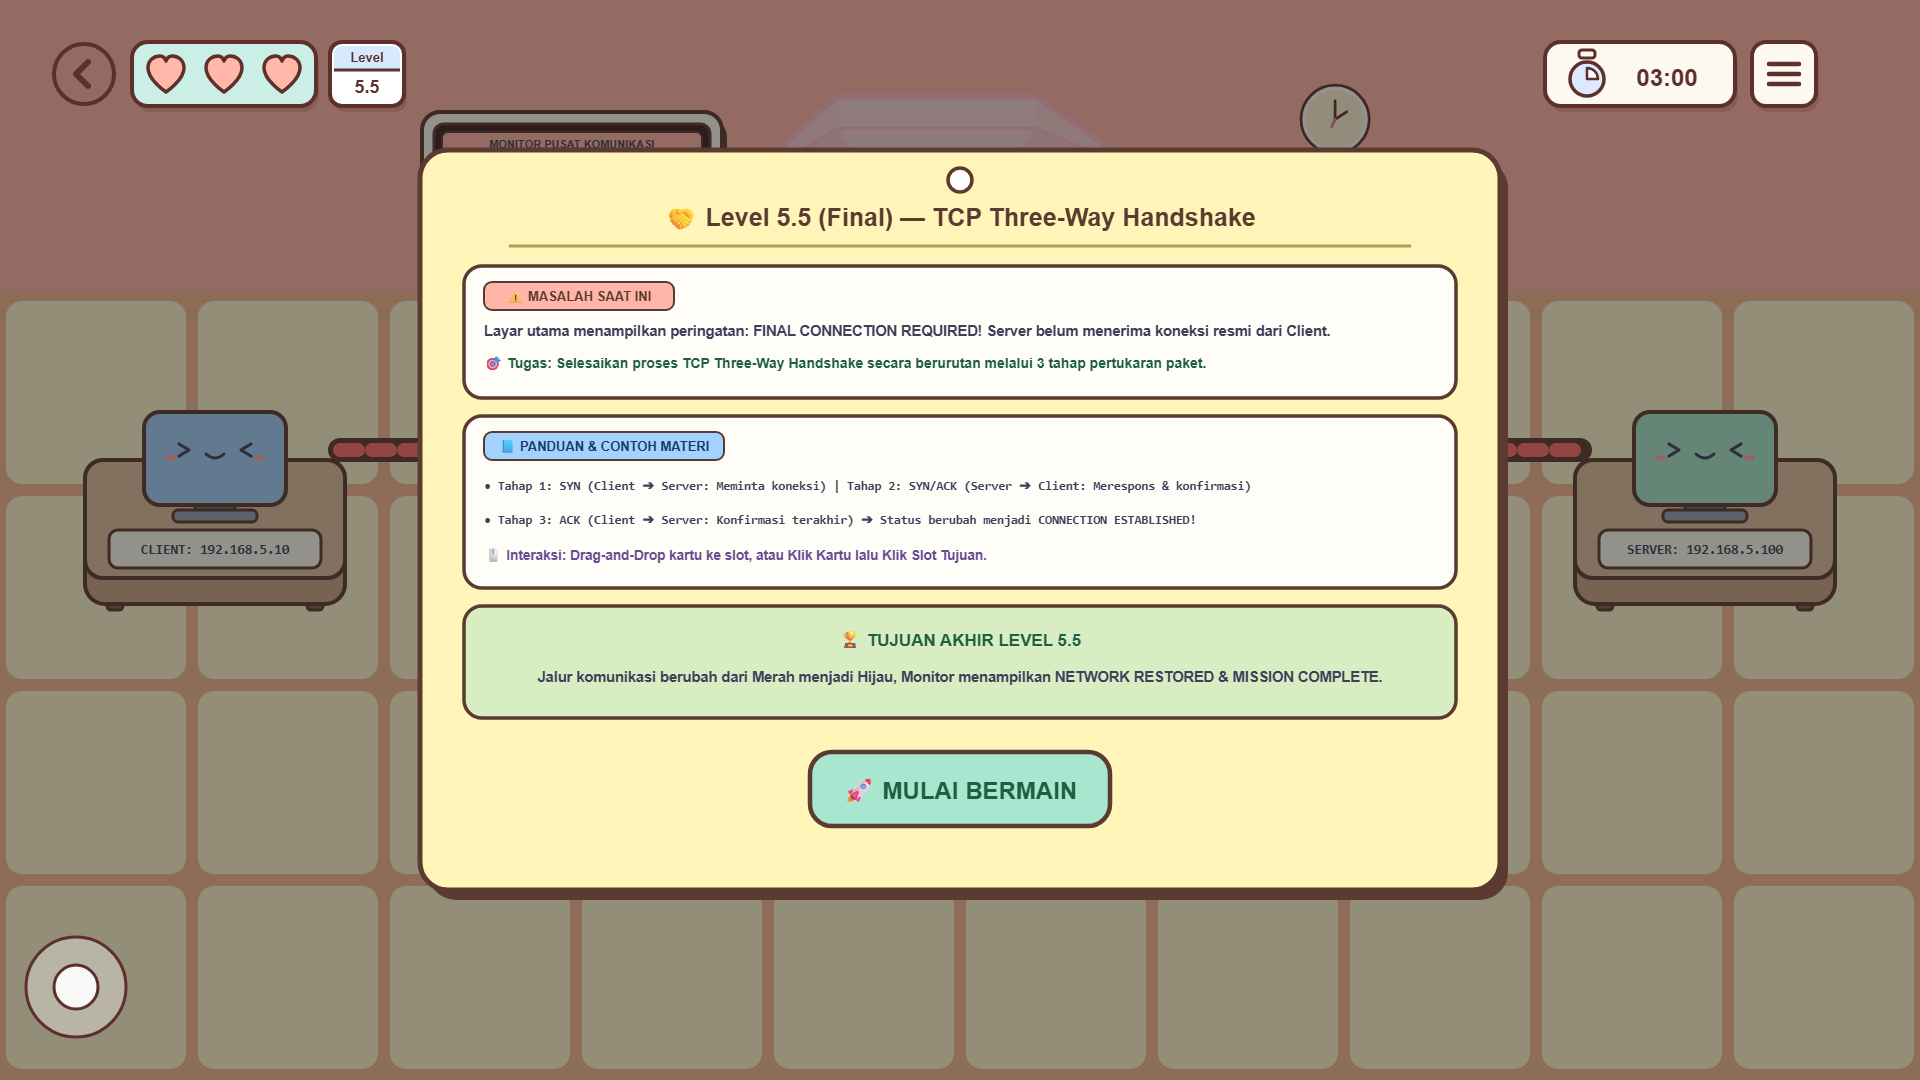 Level
5.5
03:00
MONITOR PUSAT KOMUNIKASI
🤝 Level 5.5 (Final) — TCP Three-Way Handshake
⚠️ MASALAH SAAT INI
Layar utama menampilkan peringatan: FINAL CONNECTION REQUIRED! Server belum menerima koneksi resmi dari Client.
🎯 Tugas: Selesaikan proses TCP Three-Way Handshake secara berurutan melalui 3 tahap pertukaran paket.
📘 PANDUAN & CONTOH MATERI
• Tahap 1: SYN (Client ➔ Server: Meminta koneksi) | Tahap 2: SYN/ACK (Server ➔ Client: Merespons & konfirmasi)
• Tahap 3: ACK (Client ➔ Server: Konfirmasi terakhir) ➔ Status berubah menjadi CONNECTION ESTABLISHED!
🖱️ Interaksi: Drag-and-Drop kartu ke slot, atau Klik Kartu lalu Klik Slot Tujuan.
🏆 TUJUAN AKHIR LEVEL 5.5
Jalur komunikasi berubah dari Merah menjadi Hijau, Monitor menampilkan NETWORK RESTORED & MISSION COMPLETE.
🚀 MULAI BERMAIN
CLIENT: 192.168.5.10
SERVER: 192.168.5.100